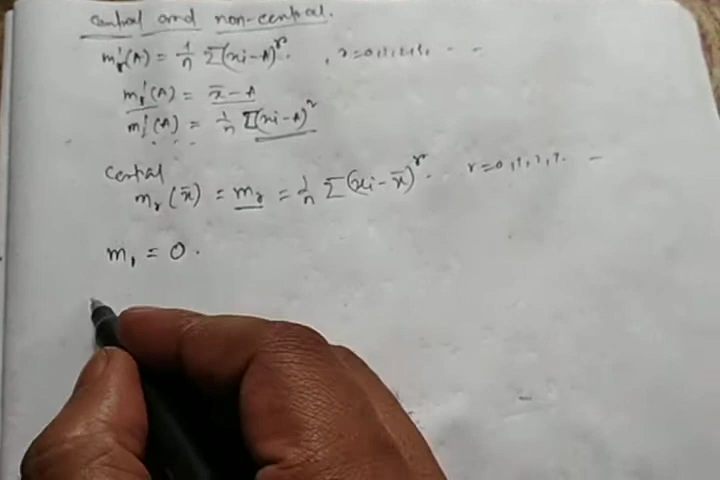 Central and non-central.
m'r(A) = 1/n Σ(xi-A)^r. , r=0,1,2,3, - -
m'1(A) = x̄-A
m'2(A) = 1/n Σ(xi-A)^2
Central
mr(x̄) = mr = 1/n Σ(xi-x̄)^r. r=0,1,2,3. -
m1 = 0.